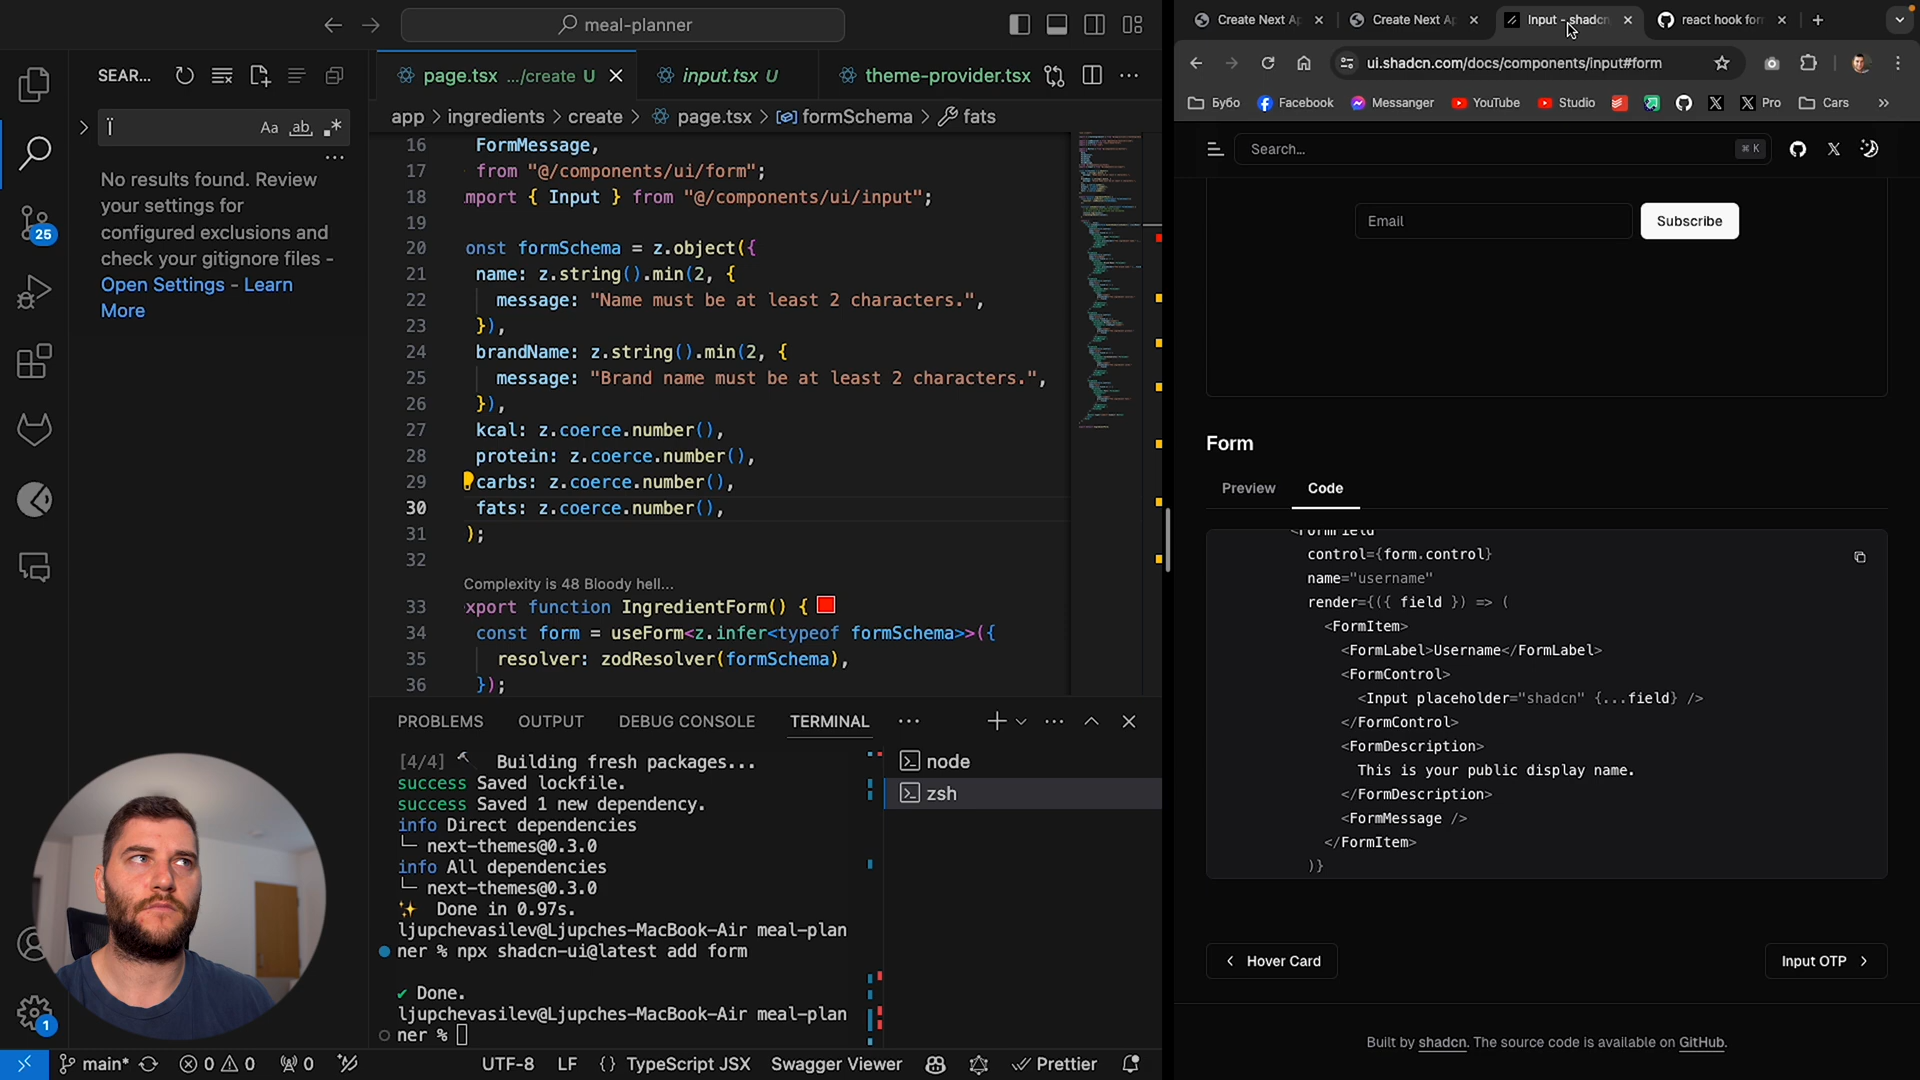 meal-planner
SEAR...
Ï
Aa
ab
No results found. Review
your settings for
configured exclusions and
check your gitignore files -
Open Settings - Learn
More
25
1
page.tsx .../create U
input.tsx U
theme-provider.tsx
app > ingredients > create > page.tsx > formSchema > fats
16 FormMessage,
17 from "@/components/ui/form";
18 mport { Input } from "@/components/ui/input";
19
20 onst formSchema = z.object({
21 name: z.string().min(2, {
22 message: "Name must be at least 2 characters.",
23 }),
24 brandName: z.string().min(2, {
25 message: "Brand name must be at least 2 characters.",
26 }),
27 kcal: z.coerce.number(),
28 protein: z.coerce.number(),
29 carbs: z.coerce.number(),
30 fats: z.coerce.number(),
31 );
32
Complexity is 48 Bloody hell...
33 xport function IngredientForm() {
34 const form = useForm<z.infer<typeof formSchema>>({
35 resolver: zodResolver(formSchema),
36 });
PROBLEMS OUTPUT DEBUG CONSOLE TERMINAL
[4/4] Building fresh packages...
success Saved lockfile.
success Saved 1 new dependency.
info Direct dependencies
└─ next-themes@0.3.0
info All dependencies
└─ next-themes@0.3.0
✨ Done in 0.97s.
ljupchevasilev@Ljupches-MacBook-Air meal-plan
ner % npx shadcn-ui@latest add form
✔ Done.
ljupchevasilev@Ljupches-MacBook-Air meal-plan
ner %
node
zsh
main* 0 0 0 UTF-8 LF {} TypeScript JSX Swagger Viewer Prettier
Create Next Ap
Create Next Ap
Input - shadcn
react hook for
ui.shadcn.com/docs/components/input#form
Бубо Facebook Messanger YouTube Studio Pro Cars
Search... ⌘ K
Email Subscribe
Form
Preview Code
<FormField
control={form.control}
name="username"
render={({ field }) => (
<FormItem>
<FormLabel>Username</FormLabel>
<FormControl>
<Input placeholder="shadcn" {...field} />
</FormControl>
<FormDescription>
This is your public display name.
</FormDescription>
<FormMessage />
</FormItem>
)}
Hover Card
Input OTP
Built by shadcn. The source code is available on GitHub.